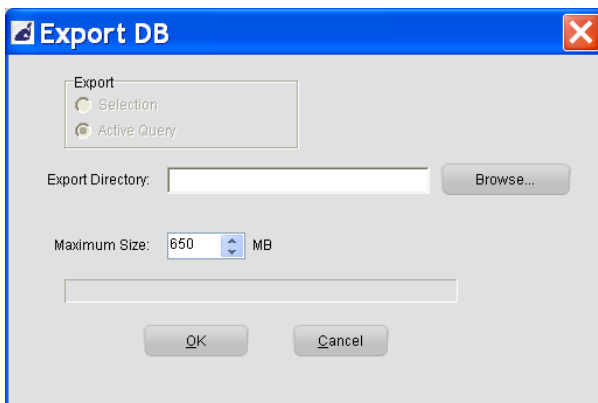 Export DB
Export
Selection
Active Query
Export Directory:
Browse...
Maximum Size: 650 MB
OK Cancel